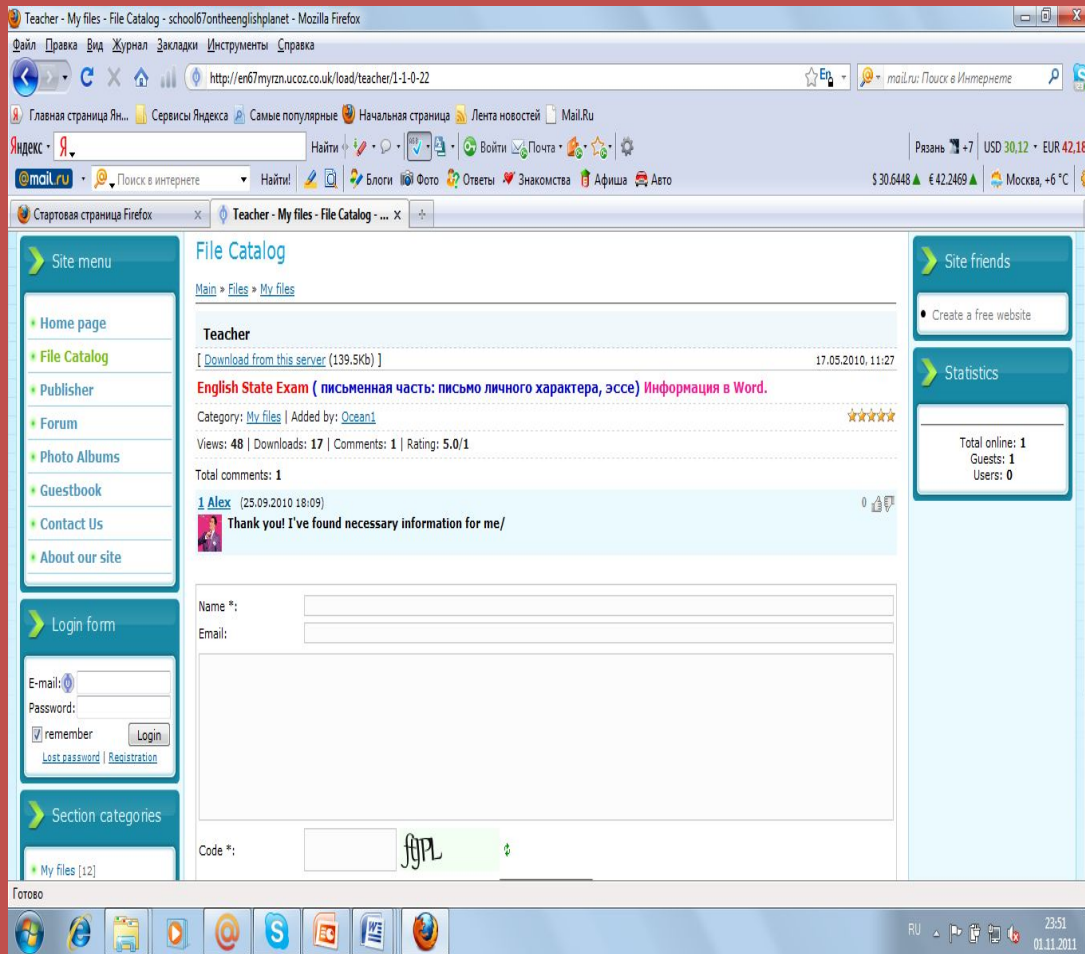 Teacher - My files - File Catalog - school67ontheenglishplanet - Mozilla Firefox
Файл Правка Вид Журнал Закладки Инструменты Справка
http://en67myrzn.ucoz.co.uk/load/teacher/1-1-0-22 En mail.ru: Поиск в Интернете
Главная страница Ян... Сервисы Яндекса Самые популярные Начальная страница Лента новостей Mail.Ru
Яндекс Я Найти Войти Почта Рязань +7 USD 30,12 EUR 42,18
@mail.ru Поиск в интернете Найти! Блоги Фото Ответы Знакомства Афиша Авто $ 30.6448 € 42.2469 Москва, +6 °C
Стартовая страница Firefox Teacher - My files - File Catalog - ...
Site menu
Home page
File Catalog
Publisher
Forum
Photo Albums
Guestbook
Contact Us
About our site
Login form
E-mail:
Password:
remember Login
Lost password | Registration
Section categories
My files [12]
File Catalog
Main » Files » My files
Teacher
[ Download from this server (139.5Kb) ] 17.05.2010, 11:27
English State Exam ( письменная часть: письмо личного характера, эссе) Информация в Word.
Category: My files | Added by: Ocean1
Views: 48 | Downloads: 17 | Comments: 1 | Rating: 5.0/1
Total comments: 1
1 Alex (25.09.2010 18:09) 0
Thank you! I've found necessary information for me/
Name *:
Email:
Code *:
Site friends
Create a free website
Statistics
Total online: 1
Guests: 1
Users: 0
Готово
RU 23:51
01.11.2011